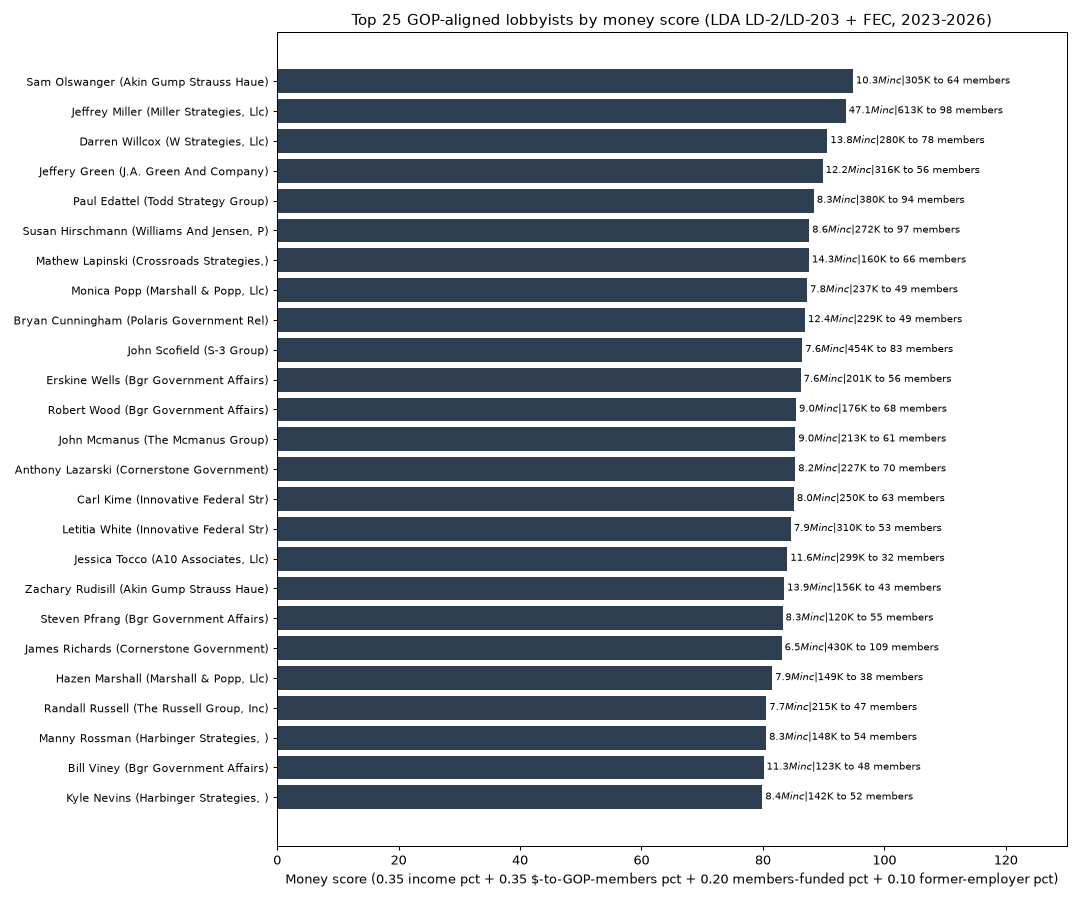 Top 25 GOP-aligned lobbyists by money score (LDA LD-2/LD-203 + FEC, 2023-2026)
Sam Olswanger (Akin Gump Strauss Haue) 10.3Minc|305K to 64 members
Jeffrey Miller (Miller Strategies, Llc) 47.1Minc|613K to 98 members
Darren Willcox (W Strategies, Llc) 13.8Minc|280K to 78 members
Jeffery Green (J.A. Green And Company) 12.2Minc|316K to 56 members
Paul Edattel (Todd Strategy Group) 8.3Minc|380K to 94 members
Susan Hirschmann (Williams And Jensen, P) 8.6Minc|272K to 97 members
Mathew Lapinski (Crossroads Strategies,) 14.3Minc|160K to 66 members
Monica Popp (Marshall & Popp, Llc) 7.8Minc|237K to 49 members
Bryan Cunningham (Polaris Government Rel) 12.4Minc|229K to 49 members
John Scofield (S-3 Group) 7.6Minc|454K to 83 members
Erskine Wells (Bgr Government Affairs) 7.6Minc|201K to 56 members
Robert Wood (Bgr Government Affairs) 9.0Minc|176K to 68 members
John Mcmanus (The Mcmanus Group) 9.0Minc|213K to 61 members
Anthony Lazarski (Cornerstone Government) 8.2Minc|227K to 70 members
Carl Kime (Innovative Federal Str) 8.0Minc|250K to 63 members
Letitia White (Innovative Federal Str) 7.9Minc|310K to 53 members
Jessica Tocco (A10 Associates, Llc) 11.6Minc|299K to 32 members
Zachary Rudisill (Akin Gump Strauss Haue) 13.9Minc|156K to 43 members
Steven Pfrang (Bgr Government Affairs) 8.3Minc|120K to 55 members
James Richards (Cornerstone Government) 6.5Minc|430K to 109 members
Hazen Marshall (Marshall & Popp, Llc) 7.9Minc|149K to 38 members
Randall Russell (The Russell Group, Inc) 7.7Minc|215K to 47 members
Manny Rossman (Harbinger Strategies, ) 8.3Minc|148K to 54 members
Bill Viney (Bgr Government Affairs) 11.3Minc|123K to 48 members
Kyle Nevins (Harbinger Strategies, ) 8.4Minc|142K to 52 members
0 20 40 60 80 100 120
Money score (0.35 income pct + 0.35 $-to-GOP-members pct + 0.20 members-funded pct + 0.10 former-employer pct)